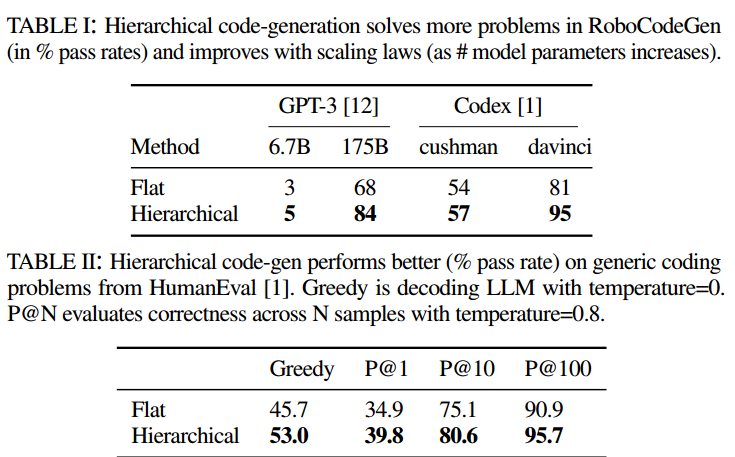 TABLE I: Hierarchical code-generation solves more problems in RoboCodeGen
(in % pass rates) and improves with scaling laws (as # model parameters increases).
GPT-3 [12] Codex [1]
Method 6.7B 175B cushman davinci
Flat 3 68 54 81
Hierarchical 5 84 57 95
TABLE II: Hierarchical code-gen performs better (% pass rate) on generic coding
problems from HumanEval [1]. Greedy is decoding LLM with temperature=0.
P@N evaluates correctness across N samples with temperature=0.8.
Greedy P@1 P@10 P@100
Flat 45.7 34.9 75.1 90.9
Hierarchical 53.0 39.8 80.6 95.7